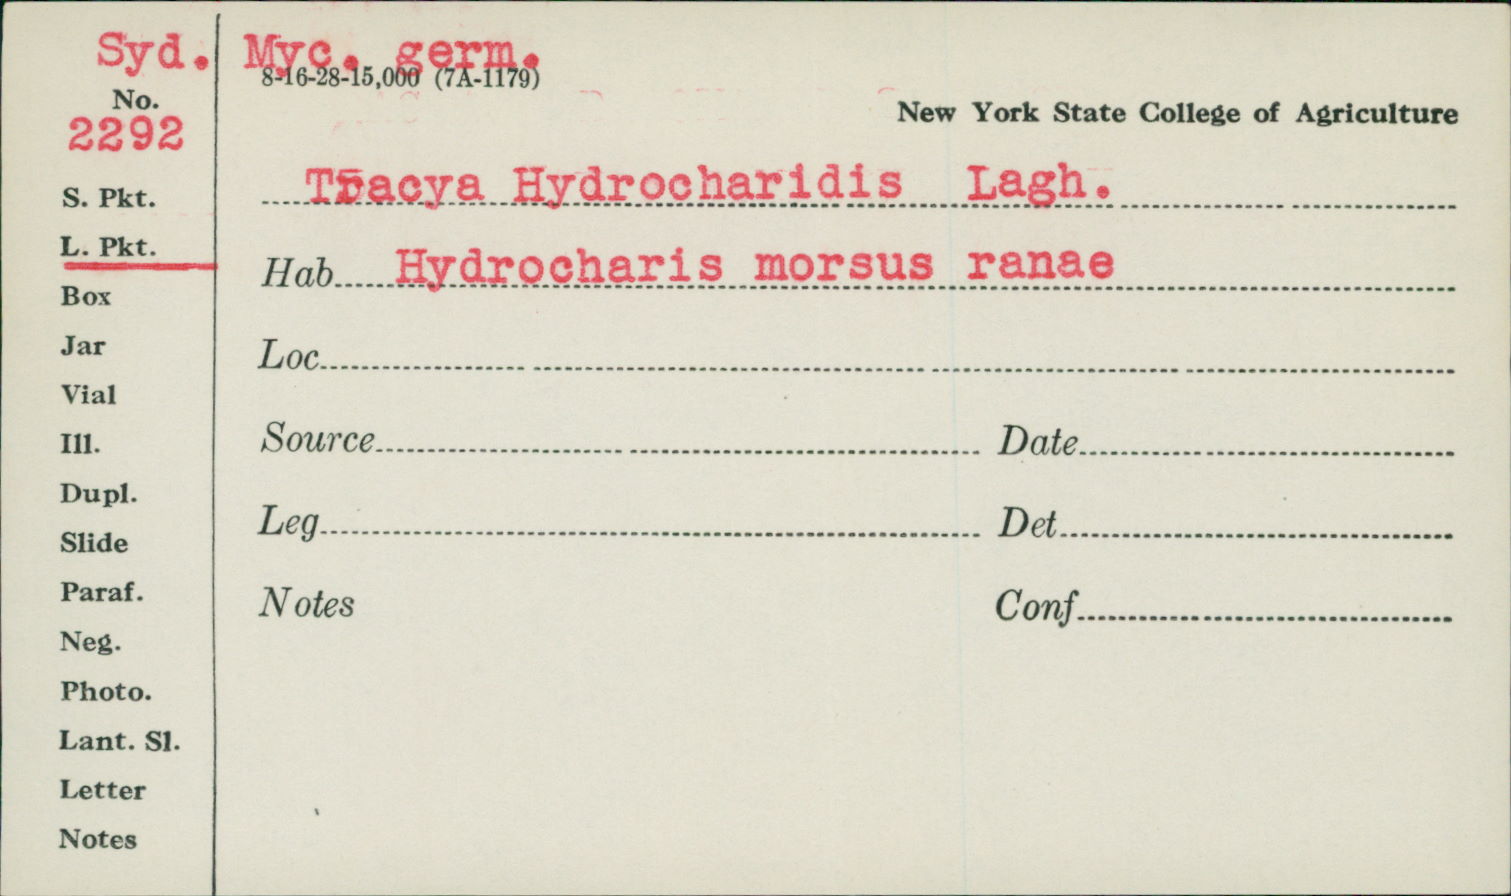 Syd. Myc. germ.
8-16-28-15,000 (7A-1179)
No.
2292
New York State College of Agriculture
S. Pkt.
Tracya Hydrocharidis Lagh.
L. Pkt.
Hab. Hydrocharis morsus ranae
Box
Jar
Loc.
Vial
Ill.
Source
Date
Dupl.
Slide
Leg.
Det.
Paraf.
Notes
Conf.
Neg.
Photo.
Lant. Sl.
Letter
Notes